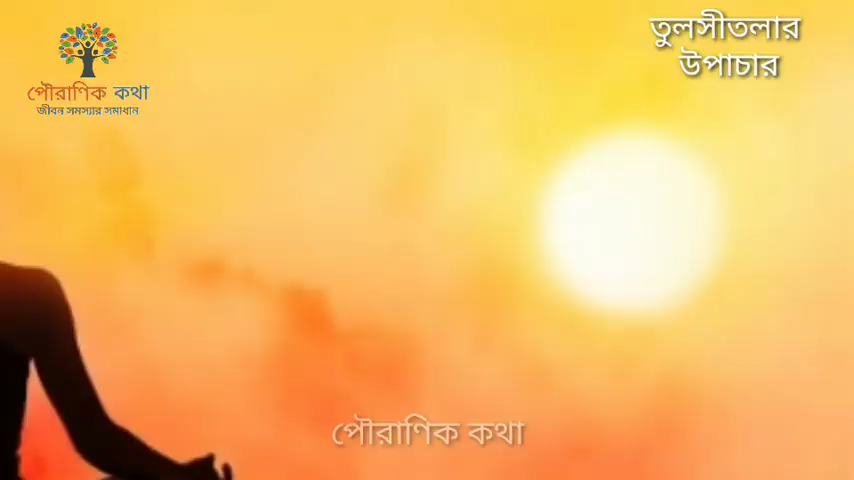 তুলসীতলার
উপাচার
পৌরাণিক কথা
জীবন সমস্যার সমাধান
পৌরাণিক কথা